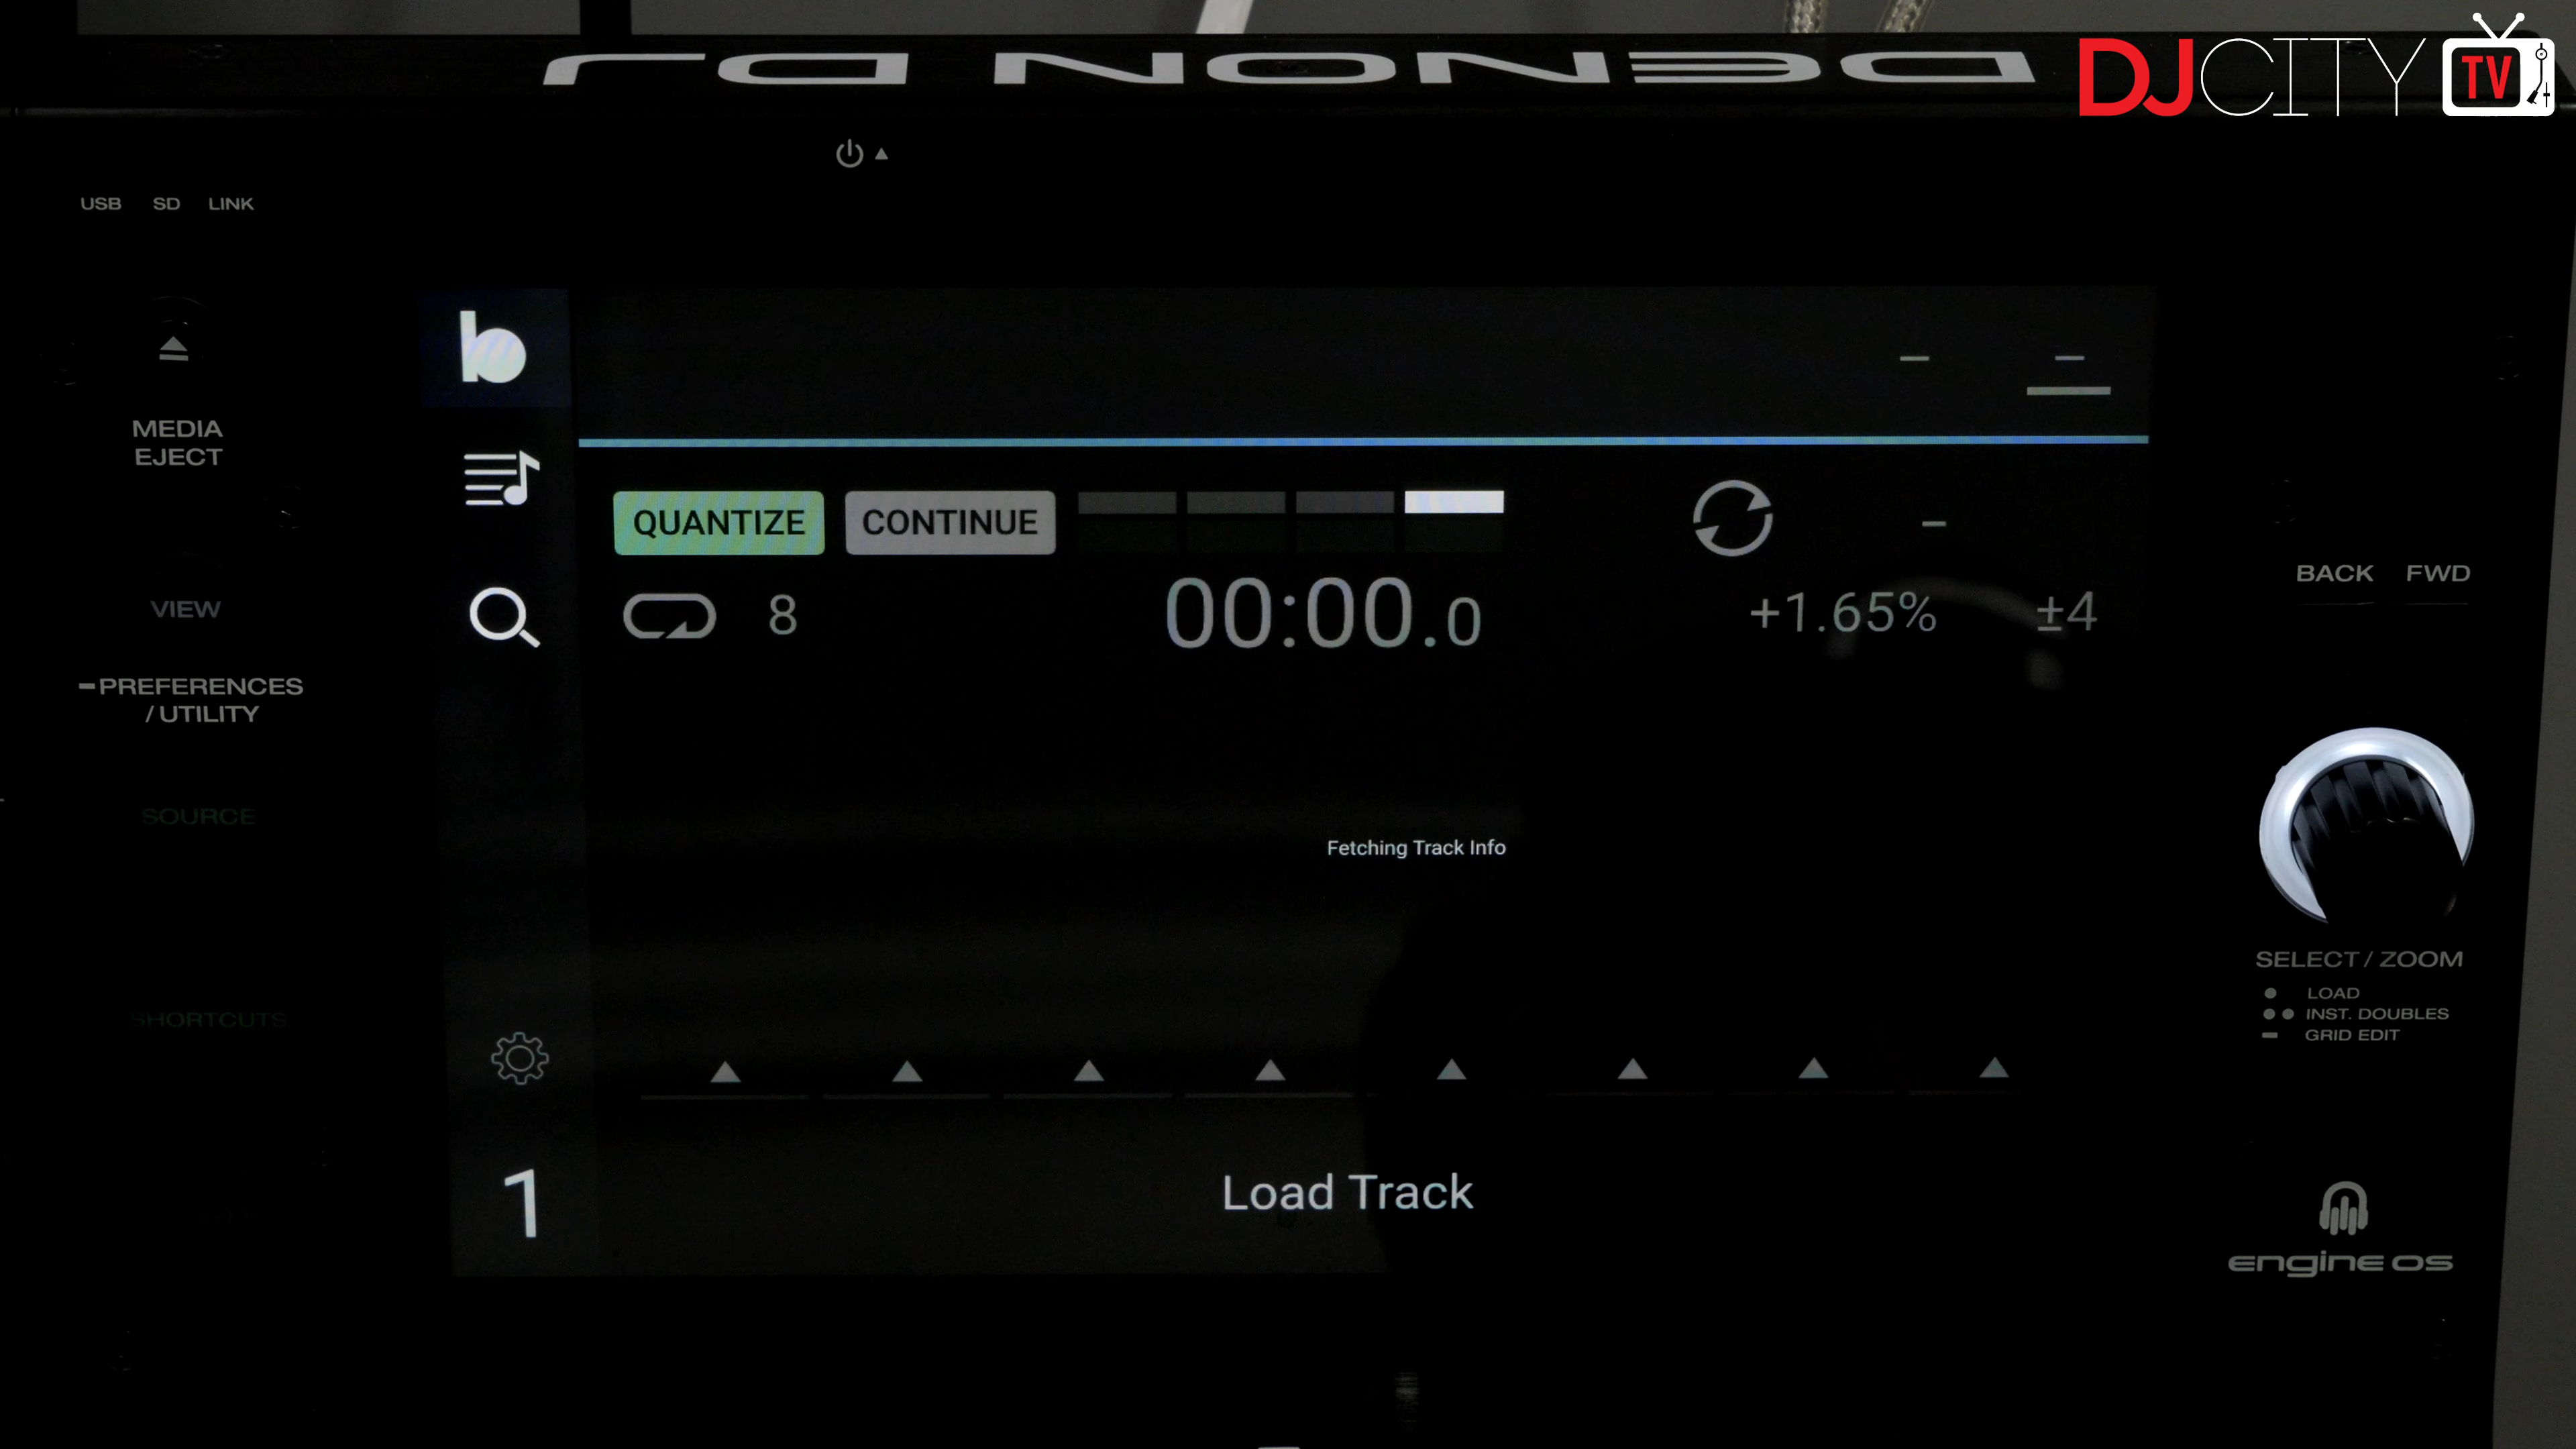 DENON DJ
DJCITY TV
USB SD LINK
MEDIA
EJECT
VIEW
PREFERENCES
/ UTILITY
SOURCE
SHORTCUTS
b
QUANTIZE CONTINUE
8 00:00.0 +1.65% ±4
Fetching Track Info
1 Load Track
BACK FWD
SELECT / ZOOM
LOAD
INST. DOUBLES
GRID EDIT
engine os